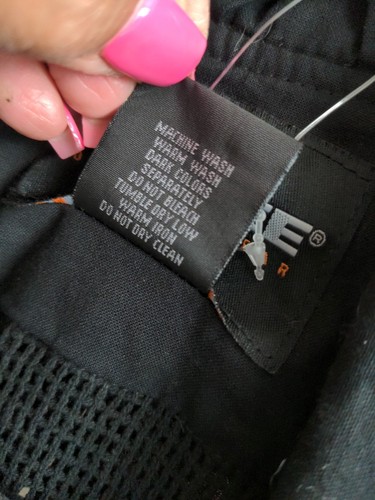 MACHINE WASH
WARM WASH
DARK COLORS
SEPARATELY
DO NOT BLEACH
TUMBLE DRY LOW
WARM IRON
DO NOT DRY CLEAN
E®
R